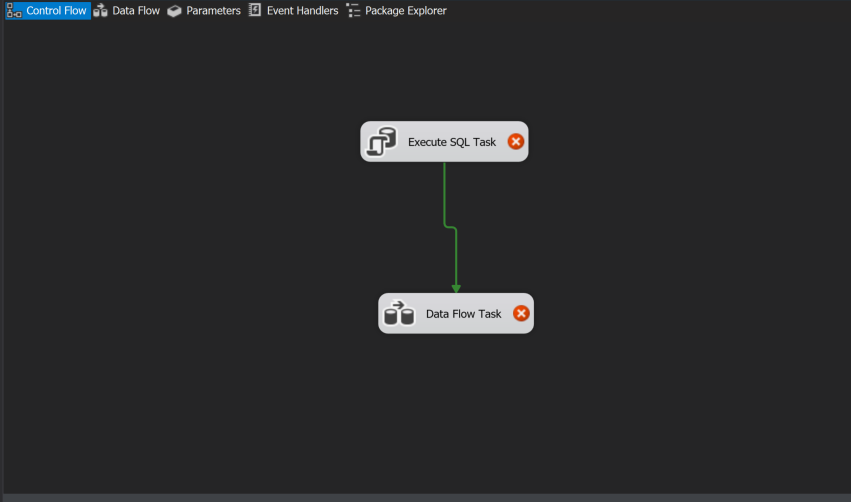 Control Flow Data Flow Parameters Event Handlers Package Explorer
Execute SQL Task
Data Flow Task